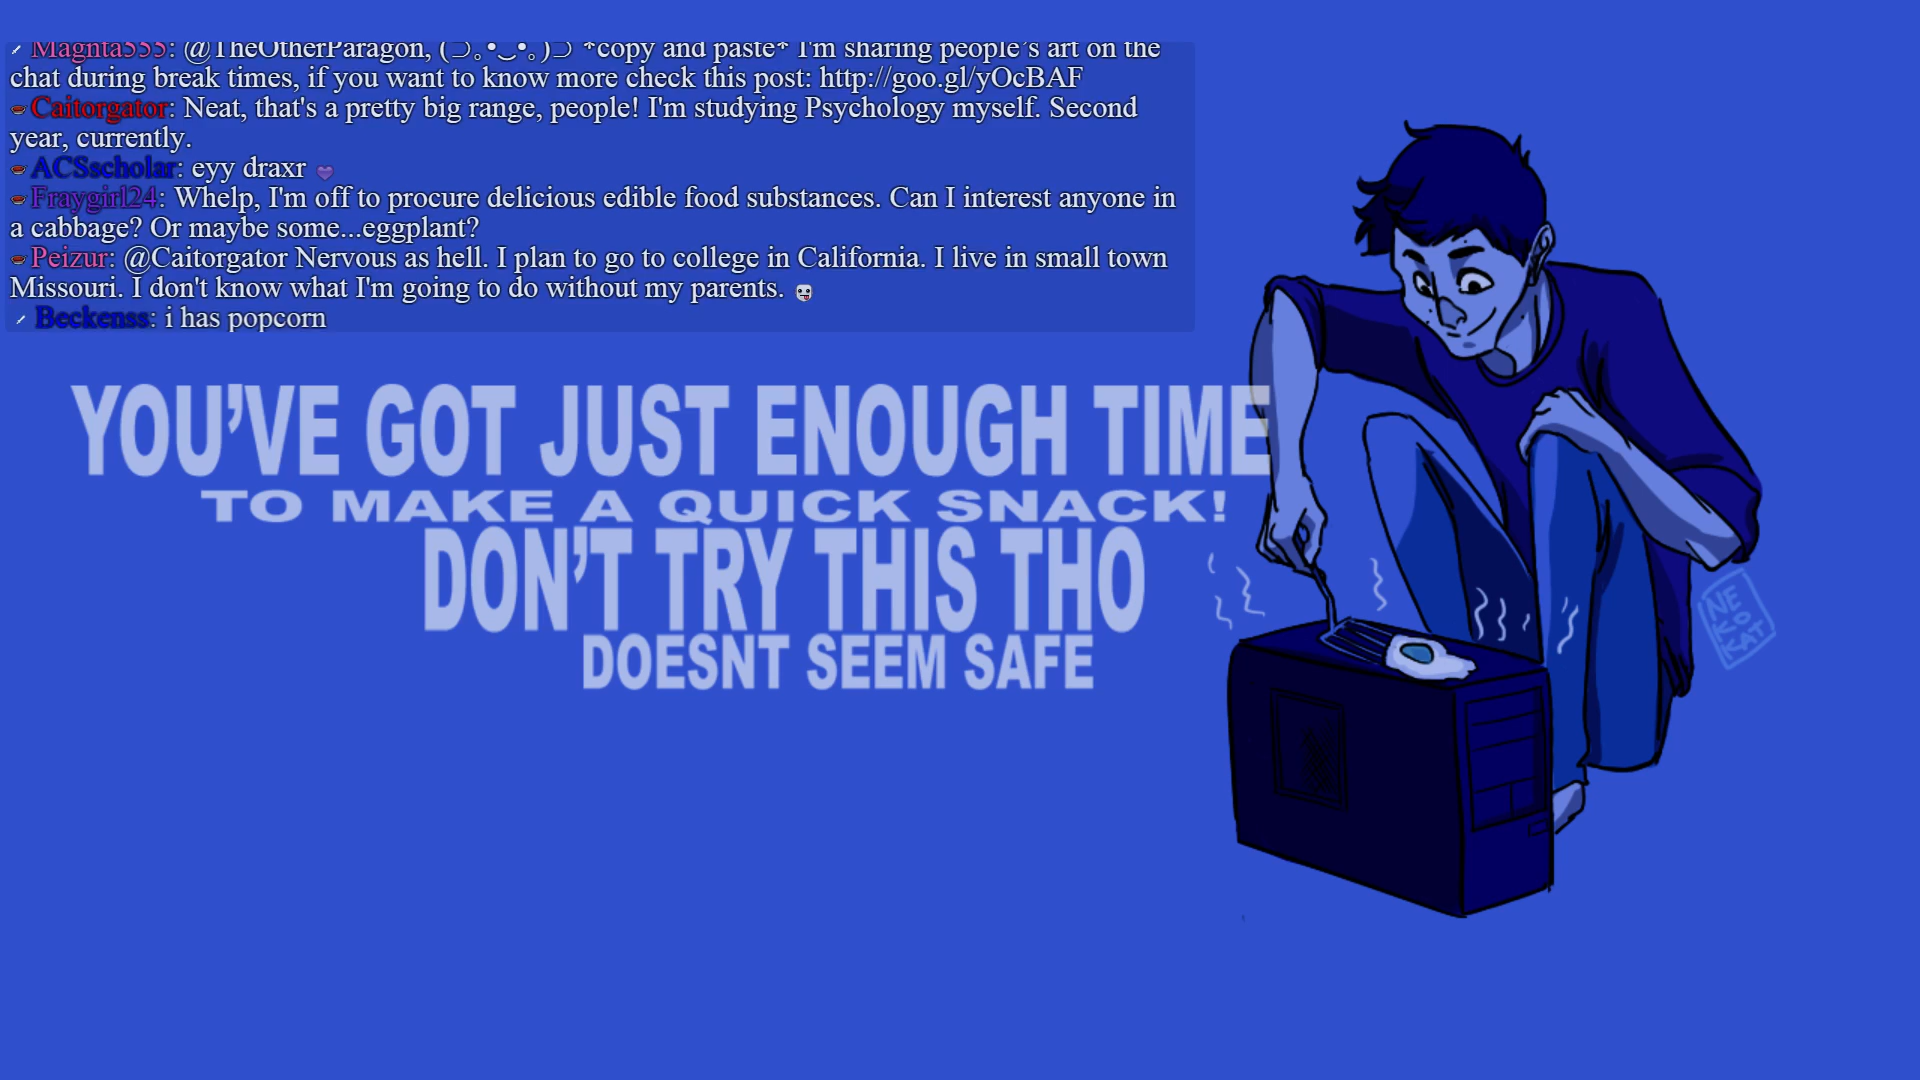 Magnta555: @TheOtherParagon, (⊃｡•‿•｡)⊃ *copy and paste* I'm sharing people's art on the
chat during break times, if you want to know more check this post: http://goo.gl/yOcBAF
Caitorgator: Neat, that's a pretty big range, people! I'm studying Psychology myself. Second
year, currently.
ACSscholar: eyy draxr
Fraygirl24: Whelp, I'm off to procure delicious edible food substances. Can I interest anyone in
a cabbage? Or maybe some...eggplant?
Peizur: @Caitorgator Nervous as hell. I plan to go to college in California. I live in small town
Missouri. I don't know what I'm going to do without my parents.
Beckenss: i has popcorn
YOU'VE GOT JUST ENOUGH TIME
TO MAKE A QUICK SNACK!
DON'T TRY THIS THO
DOESNT SEEM SAFE
NE
KO
KAT